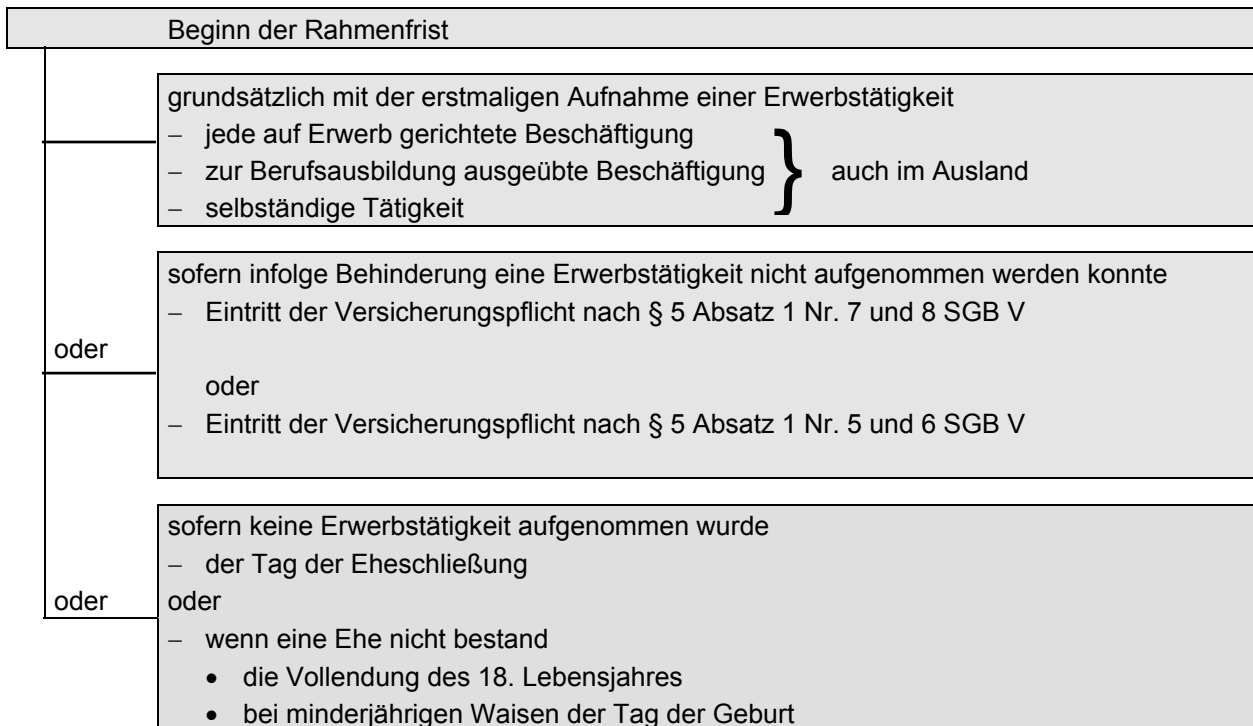 Beginn der Rahmenfrist
grundsätzlich mit der erstmaligen Aufnahme einer Erwerbstätigkeit
– jede auf Erwerb gerichtete Beschäftigung
– zur Berufsausbildung ausgeübte Beschäftigung } auch im Ausland
– selbständige Tätigkeit
sofern infolge Behinderung eine Erwerbstätigkeit nicht aufgenommen werden konnte
– Eintritt der Versicherungspflicht nach § 5 Absatz 1 Nr. 7 und 8 SGB V
oder
oder
– Eintritt der Versicherungspflicht nach § 5 Absatz 1 Nr. 5 und 6 SGB V
sofern keine Erwerbstätigkeit aufgenommen wurde
– der Tag der Eheschließung
oder oder
– wenn eine Ehe nicht bestand
• die Vollendung des 18. Lebensjahres
• bei minderjährigen Waisen der Tag der Geburt